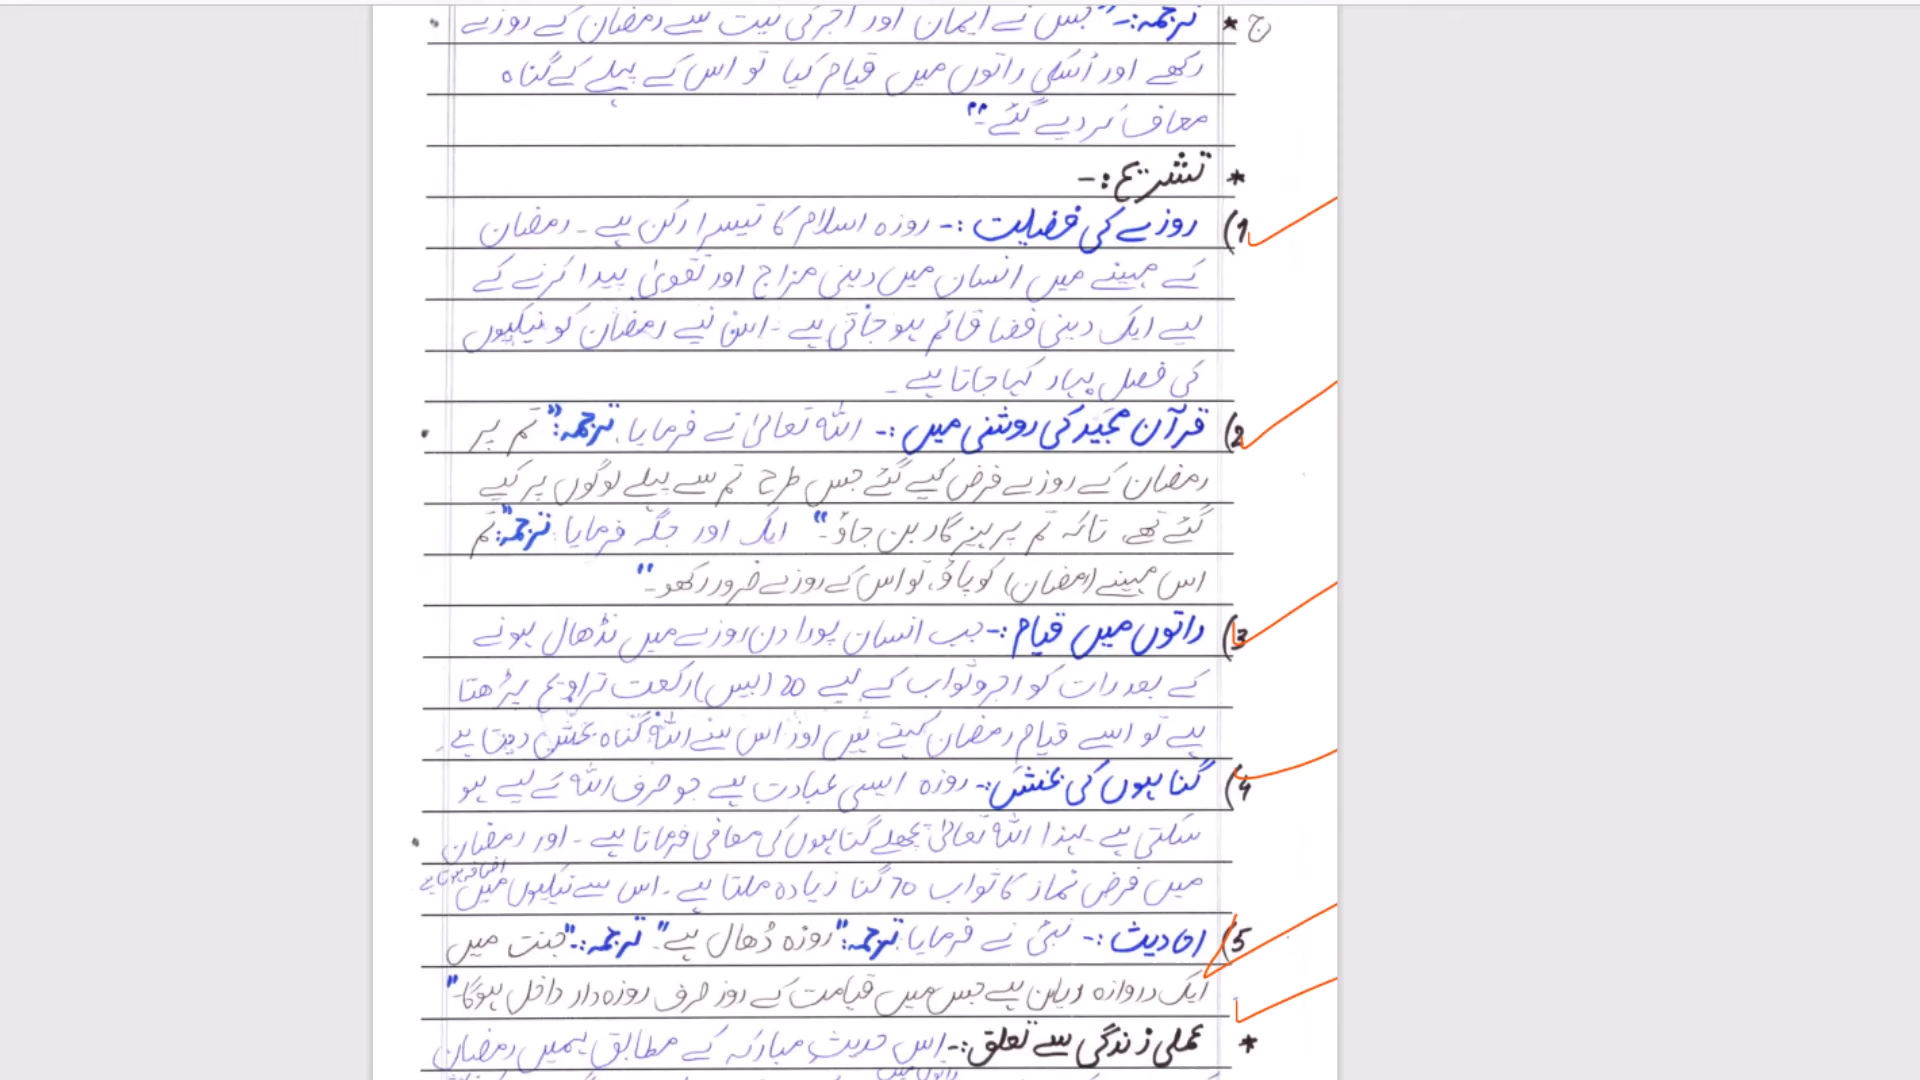 ج * ترجمہ:- "جس نے ایمان اور اجر کی نیت سے رمضان کے روزے
رکھے اور اُسکی راتوں میں قیام کیا تو اس کے پہلے کے گناہ
معاف کر دیے گئے۔"
* تشریح:-
1) روزے کی فضیلت:- روزہ اسلام کا تیسرا رکن ہے۔ رمضان
کے مہینے میں انسان میں دینی مزاج اور تقویٰ پیدا کرنے کے
لیے ایک دینی فضا قائم ہو جاتی ہے۔ اس لیے رمضان کو نیکیوں
کی فصل بہار کہا جاتا ہے۔
2) قرآن مجید کی روشنی میں:- اللہ تعالیٰ نے فرمایا ترجمہ: "تم پر
رمضان کے روزے فرض کیے گئے جس طرح تم سے پہلے لوگوں پر کیے
گئے تھے تاکہ تم پرہیزگار بن جاؤ۔" ایک اور جگہ فرمایا ترجمہ: "تم
اس مہینے (رمضان) کو پاؤ، تو اس کے روزے ضرور رکھو۔"
3) راتوں میں قیام:- جب انسان پورا دن روزے میں نڈھال ہونے
کے بعد رات کو اجر و ثواب کے لیے 20 (بیس) رکعت تراویح پڑھتا
ہے تو اسے قیام رمضان کہتے ہیں اور اس سے اللہ گناہ بخش دیتا ہے۔
4) گناہوں کی بخشش:- روزہ ایسی عبادت ہے جو صرف اللہ کے لیے ہو
سکتی ہے۔ لہذا اللہ تعالیٰ پچھلے گناہوں کی معافی فرماتا ہے۔ اور رمضان
میں فرض نماز کا ثواب 70 گنا زیادہ ملتا ہے۔ اس سے نیکیوں میں اضافہ ہوتا ہے
5) احادیث:- نبیؐ نے فرمایا ترجمہ: "روزہ ڈھال ہے" ترجمہ:- "جنت میں
ایک دروازہ ریان ہے جس میں قیامت کے روز صرف روزہ دار داخل ہوگا۔"
* عملی زندگی سے تعلق:- اس حدیث مبارکہ کے مطابق ہمیں رمضان